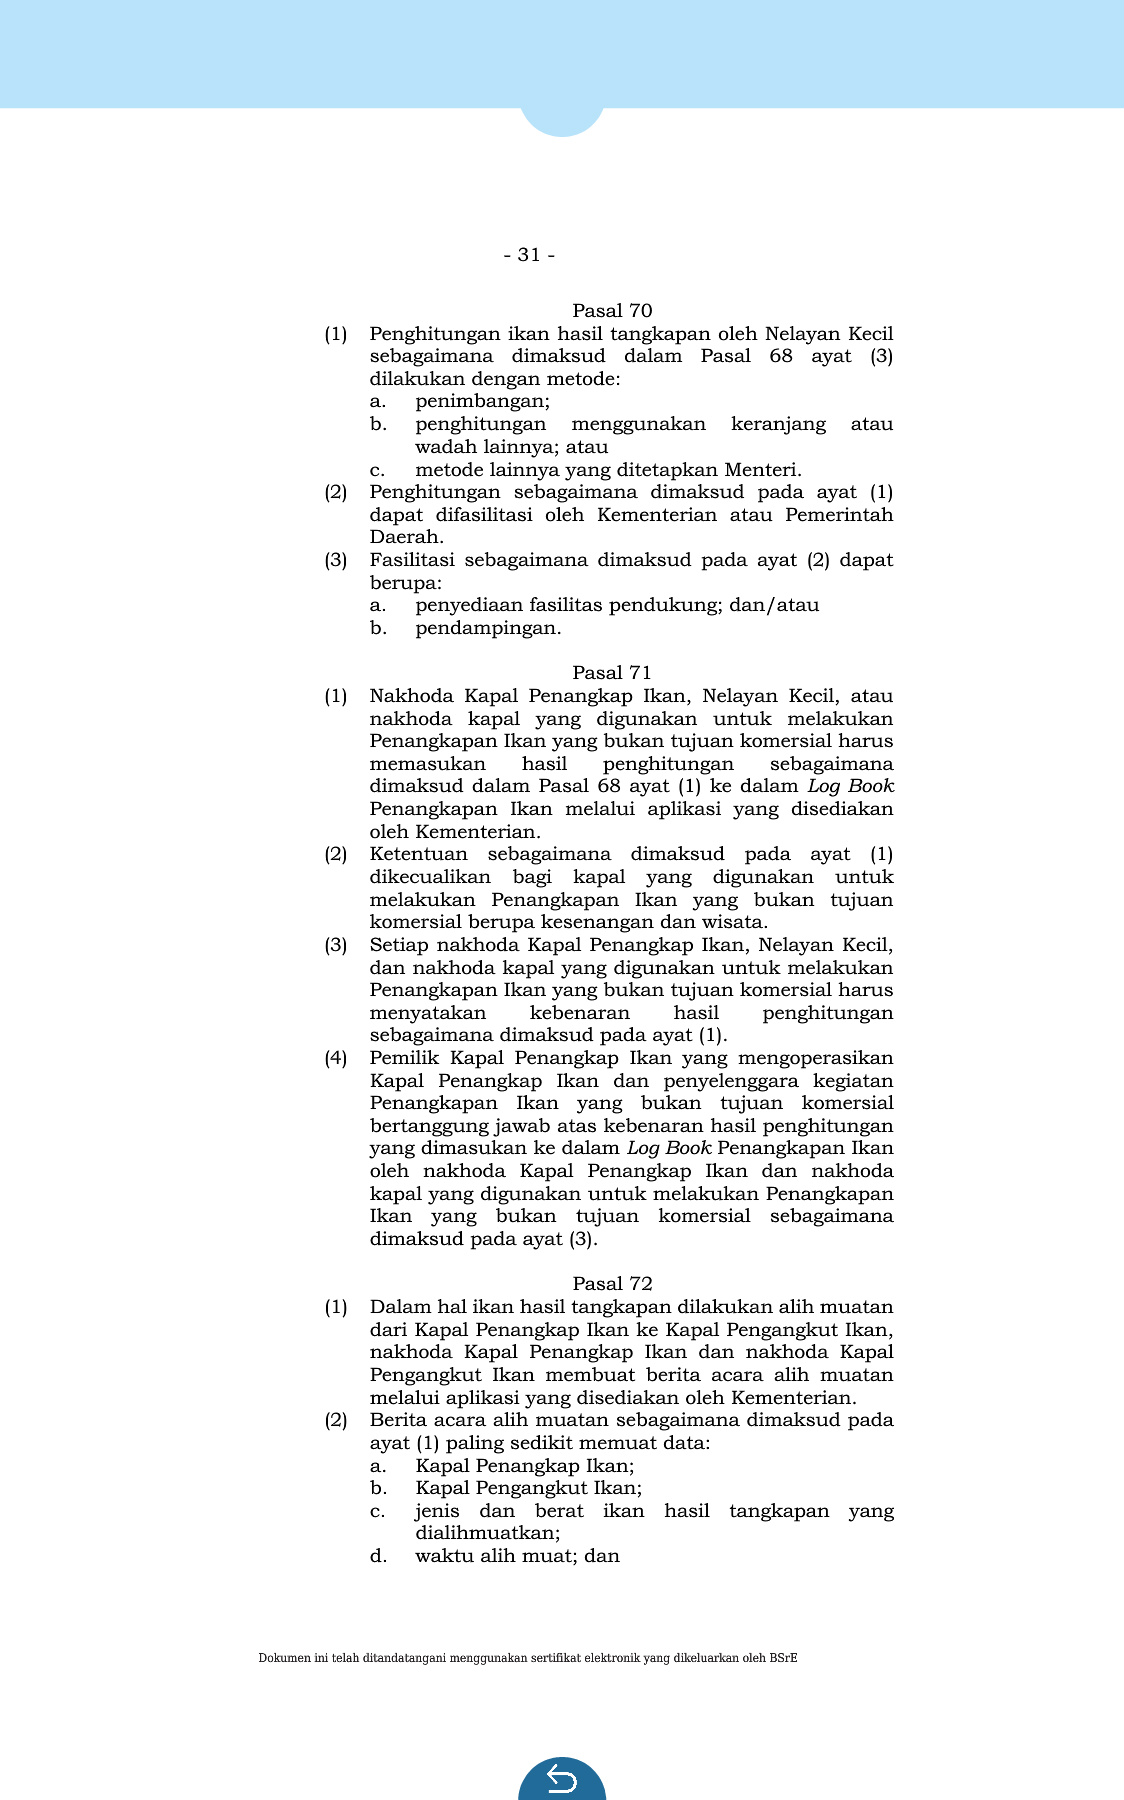 - 31 -
Pasal 70
(1) Penghitungan ikan hasil tangkapan oleh Nelayan Kecil
sebagaimana dimaksud dalam Pasal 68 ayat (3)
dilakukan dengan metode:
a. penimbangan;
b. penghitungan menggunakan keranjang atau
wadah lainnya; atau
c. metode lainnya yang ditetapkan Menteri.
(2) Penghitungan sebagaimana dimaksud pada ayat (1)
dapat difasilitasi oleh Kementerian atau Pemerintah
Daerah.
(3) Fasilitasi sebagaimana dimaksud pada ayat (2) dapat
berupa:
a. penyediaan fasilitas pendukung; dan/atau
b. pendampingan.
Pasal 71
(1) Nakhoda Kapal Penangkap Ikan, Nelayan Kecil, atau
nakhoda kapal yang digunakan untuk melakukan
Penangkapan Ikan yang bukan tujuan komersial harus
memasukan hasil penghitungan sebagaimana
dimaksud dalam Pasal 68 ayat (1) ke dalam Log Book
Penangkapan Ikan melalui aplikasi yang disediakan
oleh Kementerian.
(2) Ketentuan sebagaimana dimaksud pada ayat (1)
dikecualikan bagi kapal yang digunakan untuk
melakukan Penangkapan Ikan yang bukan tujuan
komersial berupa kesenangan dan wisata.
(3) Setiap nakhoda Kapal Penangkap Ikan, Nelayan Kecil,
dan nakhoda kapal yang digunakan untuk melakukan
Penangkapan Ikan yang bukan tujuan komersial harus
menyatakan kebenaran hasil penghitungan
sebagaimana dimaksud pada ayat (1).
(4) Pemilik Kapal Penangkap Ikan yang mengoperasikan
Kapal Penangkap Ikan dan penyelenggara kegiatan
Penangkapan Ikan yang bukan tujuan komersial
bertanggung jawab atas kebenaran hasil penghitungan
yang dimasukan ke dalam Log Book Penangkapan Ikan
oleh nakhoda Kapal Penangkap Ikan dan nakhoda
kapal yang digunakan untuk melakukan Penangkapan
Ikan yang bukan tujuan komersial sebagaimana
dimaksud pada ayat (3).
Pasal 72
(1) Dalam hal ikan hasil tangkapan dilakukan alih muatan
dari Kapal Penangkap Ikan ke Kapal Pengangkut Ikan,
nakhoda Kapal Penangkap Ikan dan nakhoda Kapal
Pengangkut Ikan membuat berita acara alih muatan
melalui aplikasi yang disediakan oleh Kementerian.
(2) Berita acara alih muatan sebagaimana dimaksud pada
ayat (1) paling sedikit memuat data:
a. Kapal Penangkap Ikan;
b. Kapal Pengangkut Ikan;
c. jenis dan berat ikan hasil tangkapan yang
dialihmuatkan;
d. waktu alih muat; dan
Dokumen ini telah ditandatangani menggunakan sertifikat elektronik yang dikeluarkan oleh BSrE